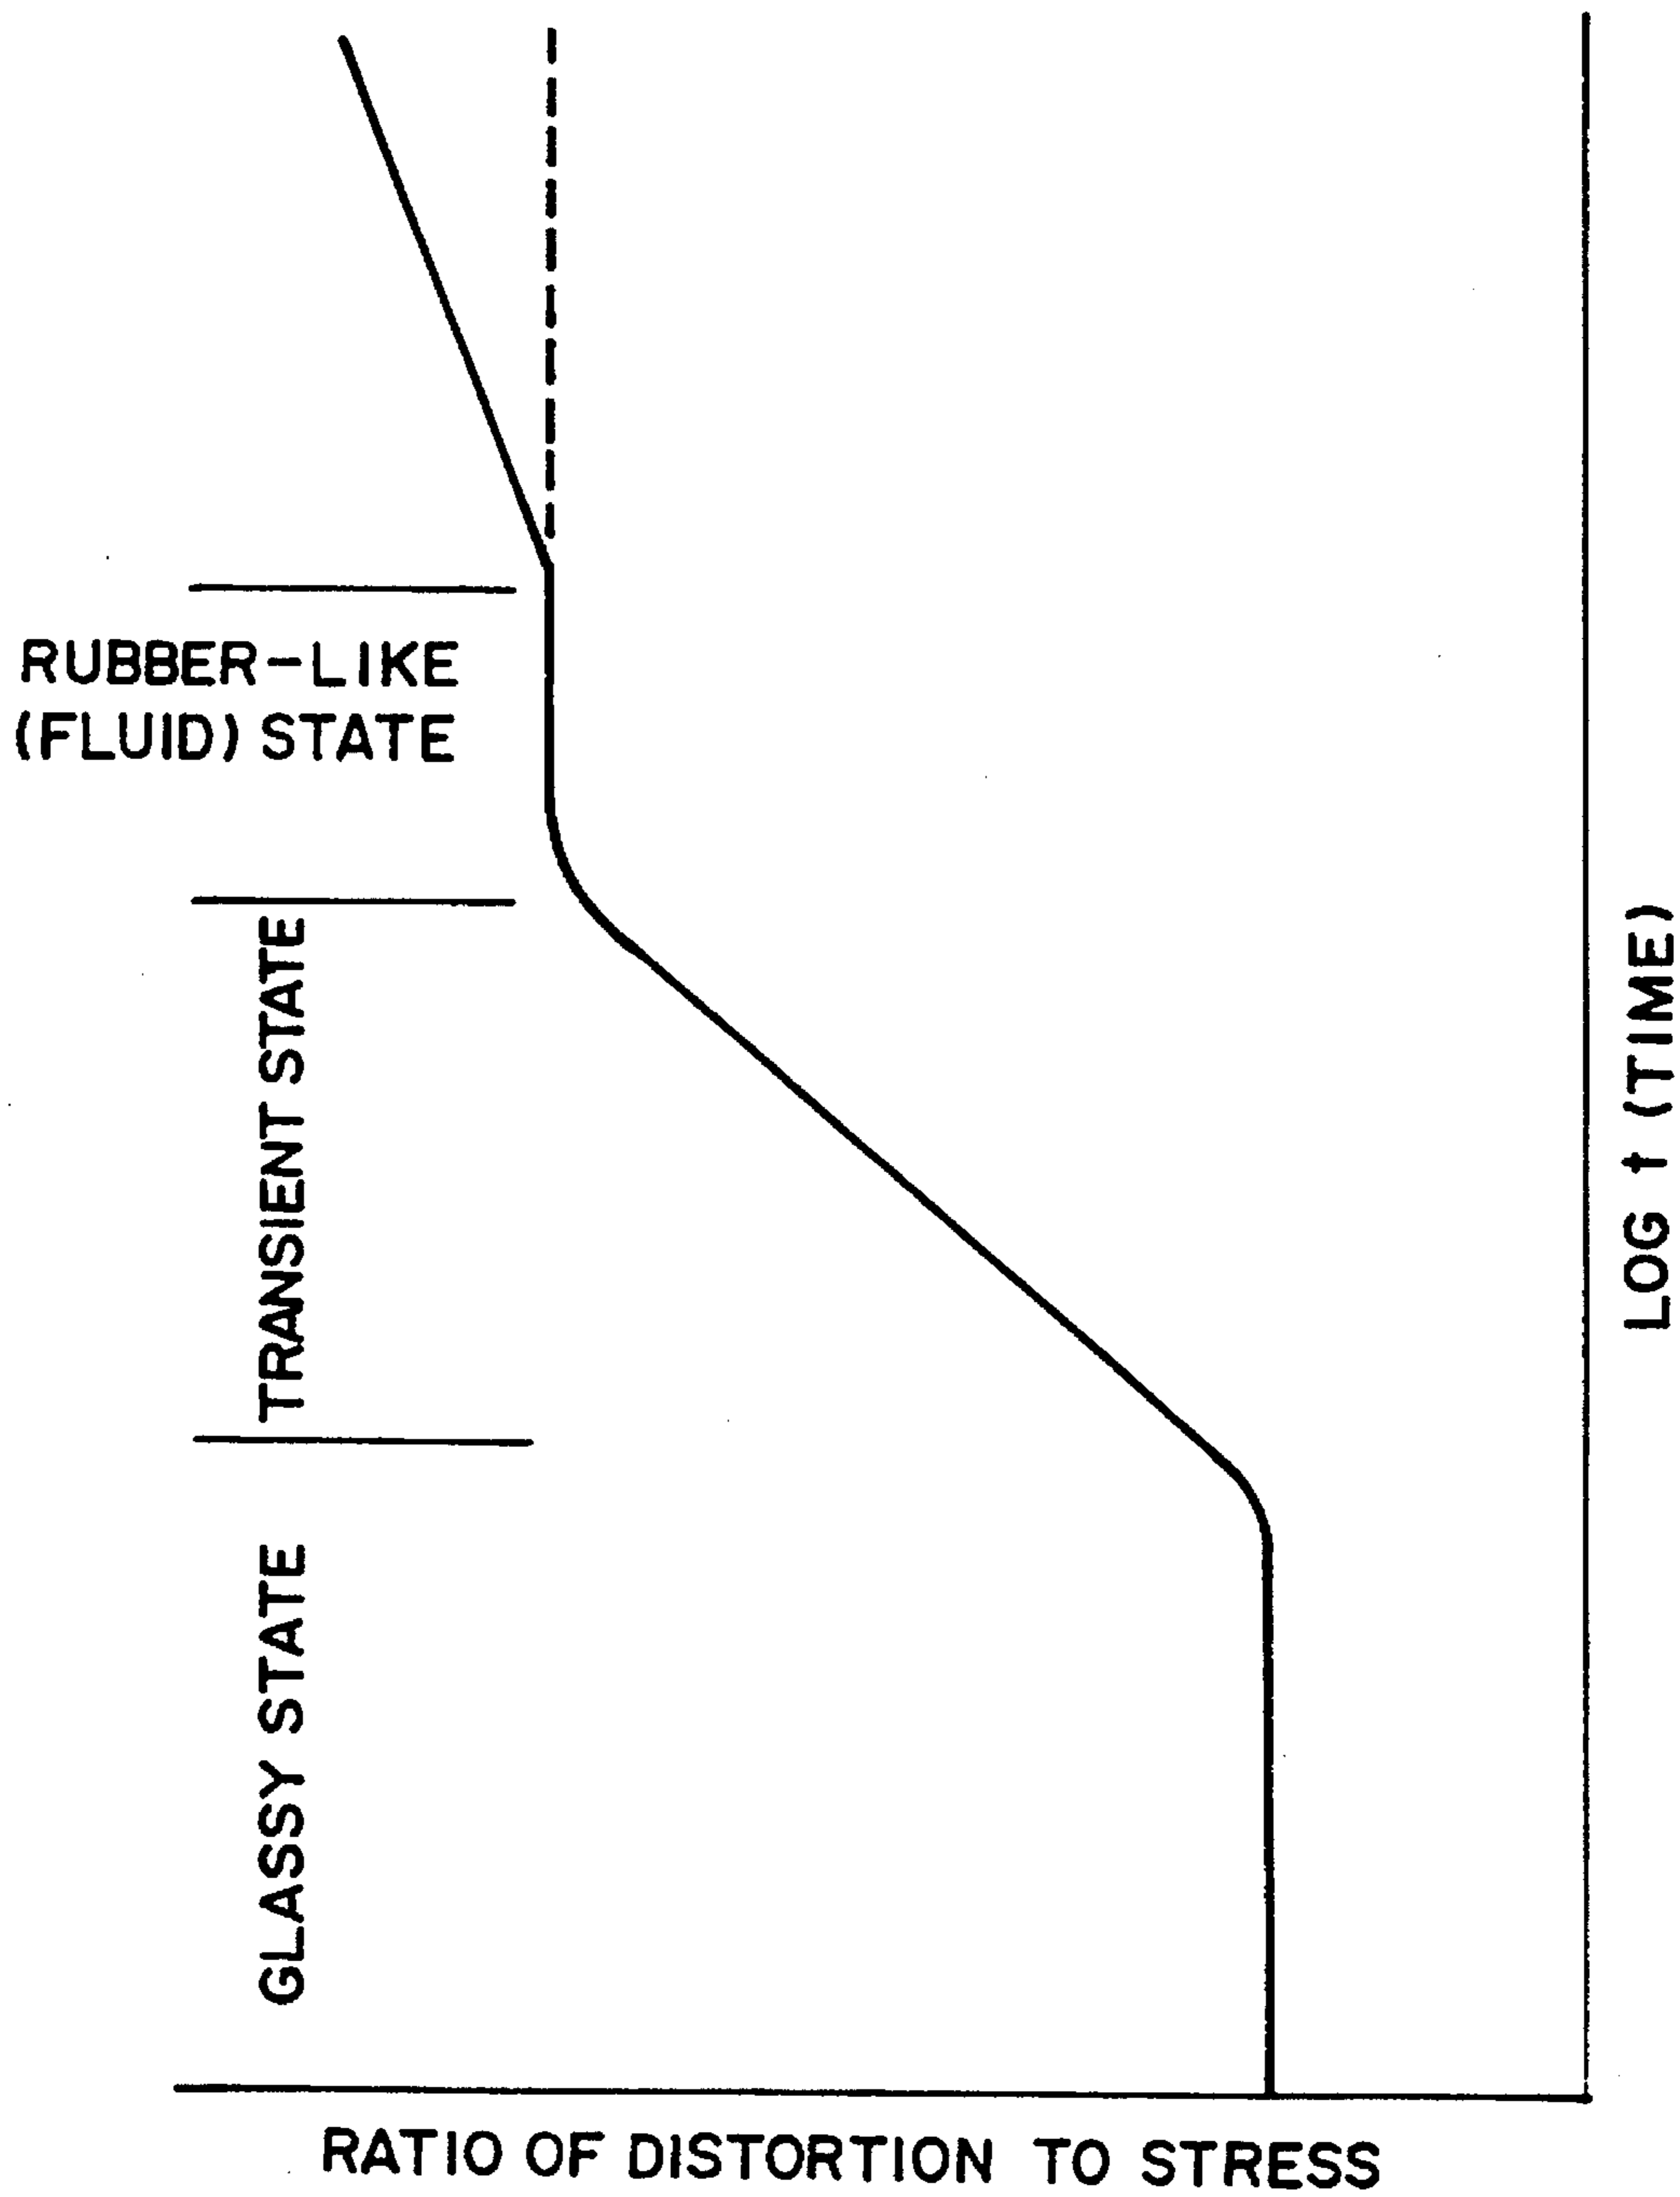 RUBBER-LIKE
(FLUID) STATE
TRANSIENT STATE
GLASSY STATE
LOG t (TIME)
RATIO OF DISTORTION TO STRESS